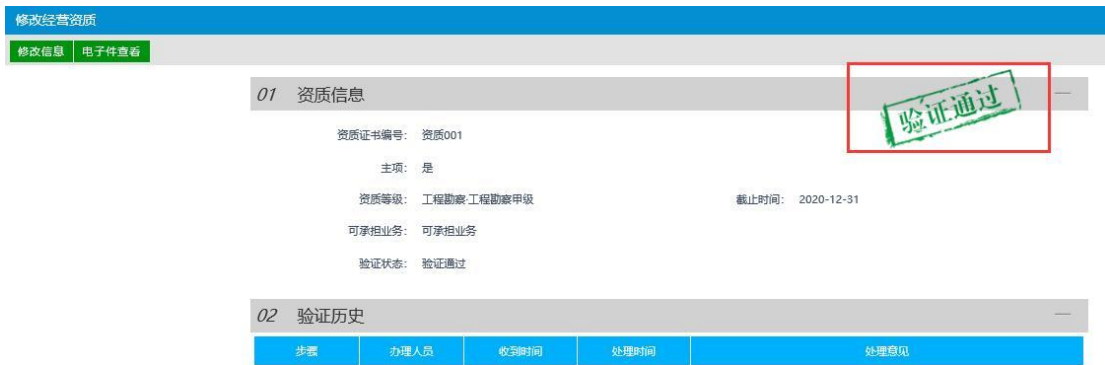 修改经营资质
修改信息 电子件查看
01 资质信息
验证通过
资质证书编号： 资质001
主项： 是
资质等级： 工程勘察·工程勘察甲级 截止时间： 2020-12-31
可承担业务： 可承担业务
验证状态： 验证通过
02 验证历史
步骤 办理人员 收到时间 处理时间 处理意见